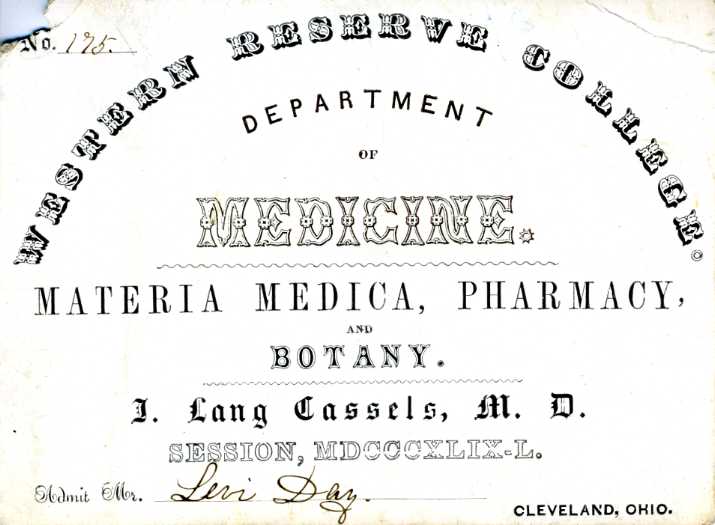 No. 175.
WESTERN RESERVE COLLEGE.
DEPARTMENT
OF
MEDICINE.
MATERIA MEDICA, PHARMACY,
AND
BOTANY.
J. Lang Cassels, M. D.
SESSION, MDCCCXLIX-L.
Admit Mr. Levi Day.
CLEVELAND, OHIO.